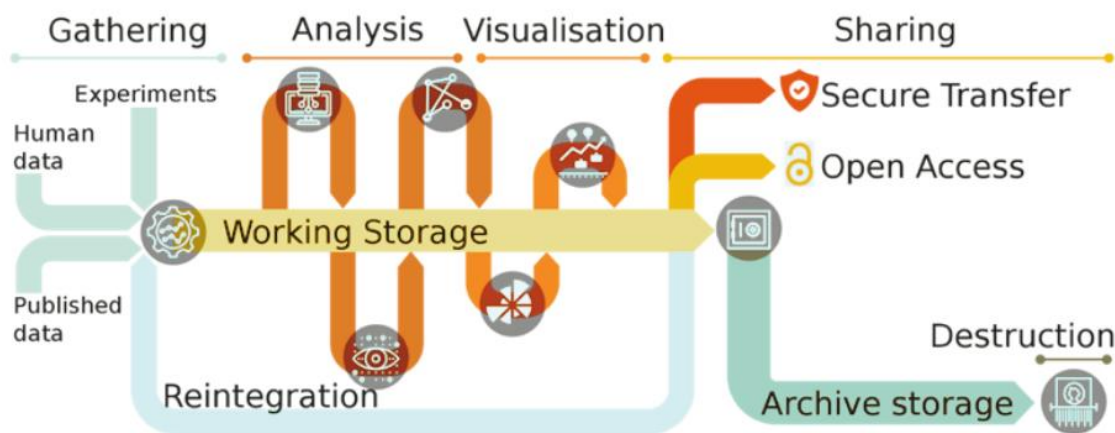 Gathering
Analysis
Visualisation
Sharing
Experiments
Human
data
Secure Transfer
Open Access
Working Storage
Published
data
Reintegration
Destruction
Archive storage